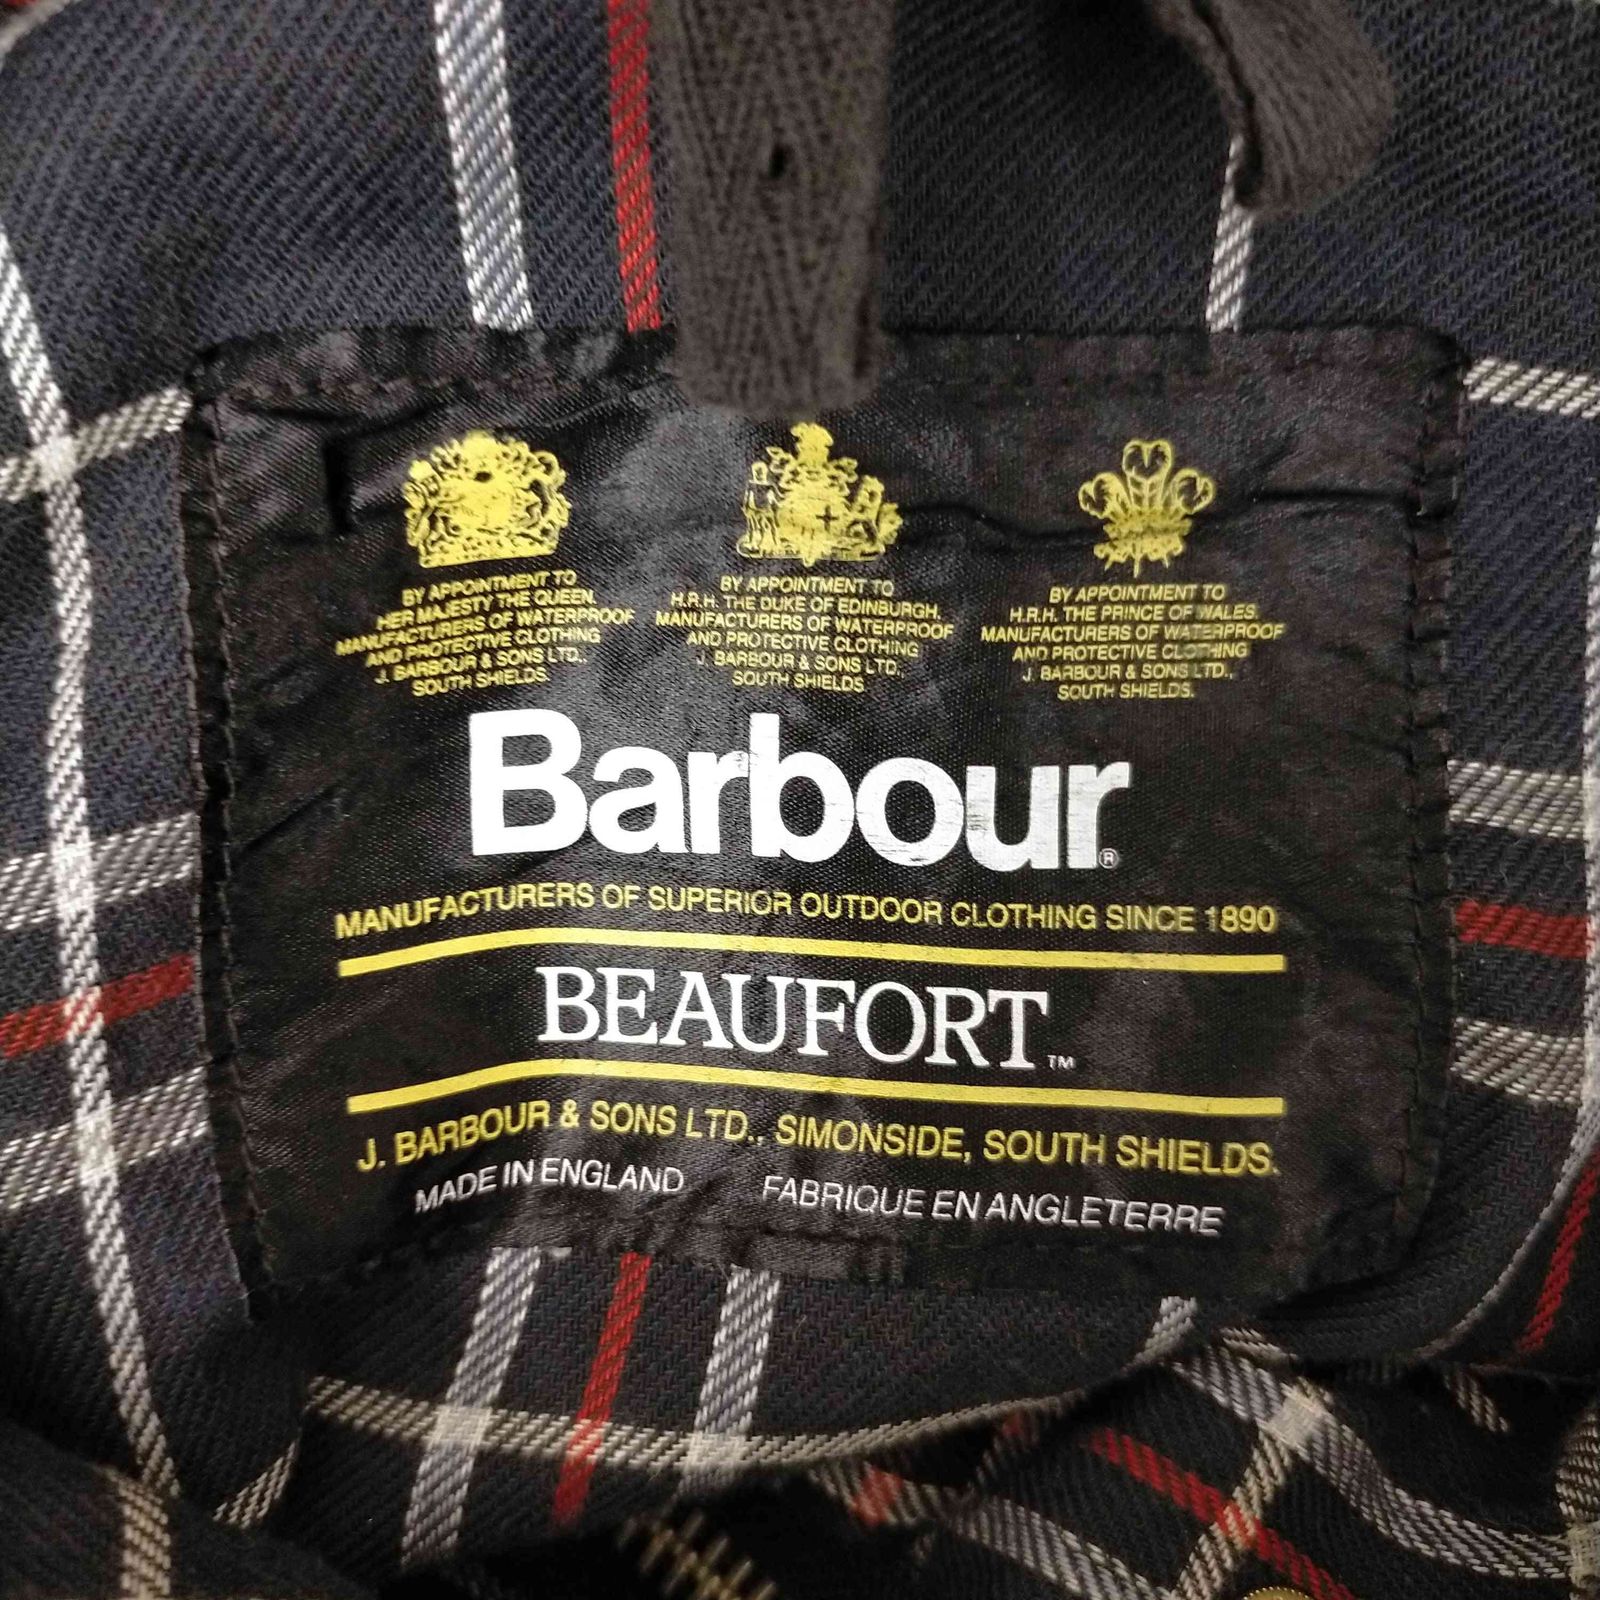 BY APPOINTMENT TO
HER MAJESTY THE QUEEN.
MANUFACTURERS OF WATERPROOF
AND PROTECTIVE CLOTHING
J. BARBOUR & SONS LTD.,
SOUTH SHIELDS.
BY APPOINTMENT TO
H.R.H. THE DUKE OF EDINBURGH.
MANUFACTURERS OF WATERPROOF
AND PROTECTIVE CLOTHING
J. BARBOUR & SONS LTD.,
SOUTH SHIELDS
BY APPOINTMENT TO
H.R.H. THE PRINCE OF WALES.
MANUFACTURERS OF WATERPROOF
AND PROTECTIVE CLOTHING
J. BARBOUR & SONS LTD.,
SOUTH SHIELDS.
Barbour®
MANUFACTURERS OF SUPERIOR OUTDOOR CLOTHING SINCE 1890
BEAUFORT™
J. BARBOUR & SONS LTD., SIMONSIDE, SOUTH SHIELDS.
MADE IN ENGLAND FABRIQUE EN ANGLETERRE